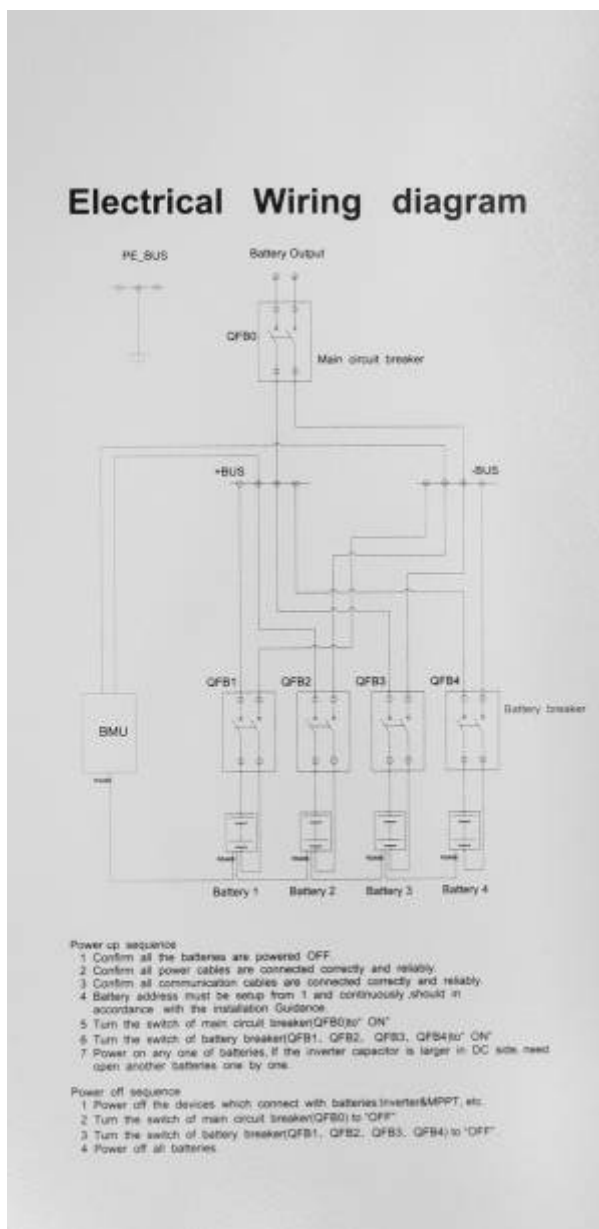 Electrical Wiring diagram
PE_BUS
Battery Output
QFB0
Main circuit breaker
+BUS
-BUS
QFB1
QFB2
QFB3
QFB4
Battery breaker
BMU
Battery 1
Battery 2
Battery 3
Battery 4
Power up sequence
1 Confirm all the batteries are powered OFF.
2 Confirm all power cables are connected correctly and reliably.
3 Confirm all communication cables are connected correctly and reliably.
4 Battery address must be setup from 1 and continuously ,should in
accordance with the installation Guidance.
5 Turn the switch of main circuit breaker(QFB0)to" ON"
6 Turn the switch of battery breaker(QFB1、QFB2、QFB3、QFB4)to" ON"
7 Power on any one of batteries, If the inverter capacitor is larger in DC side, need
open another batteries one by one.
Power off sequence
1 Power off the devices which connect with batteries:Inverter&MPPT, etc.
2 Turn the switch of main circuit breaker(QFB0) to "OFF"
3 Turn the switch of battery breaker(QFB1、QFB2、QFB3、QFB4) to "OFF".
4 Power off all batteries.